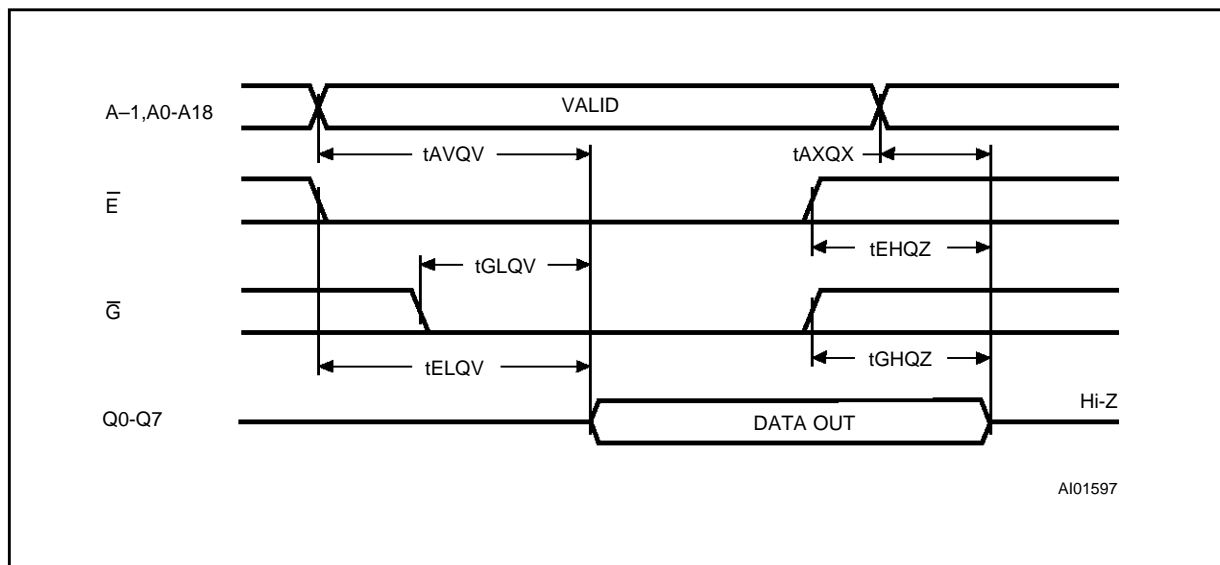 A–1,A0-A18
VALID
tAVQV
tAXQX
E̅
tEHQZ
tGLQV
G̅
tELQV
tGHQZ
Q0-Q7
DATA OUT
Hi-Z
AI01597